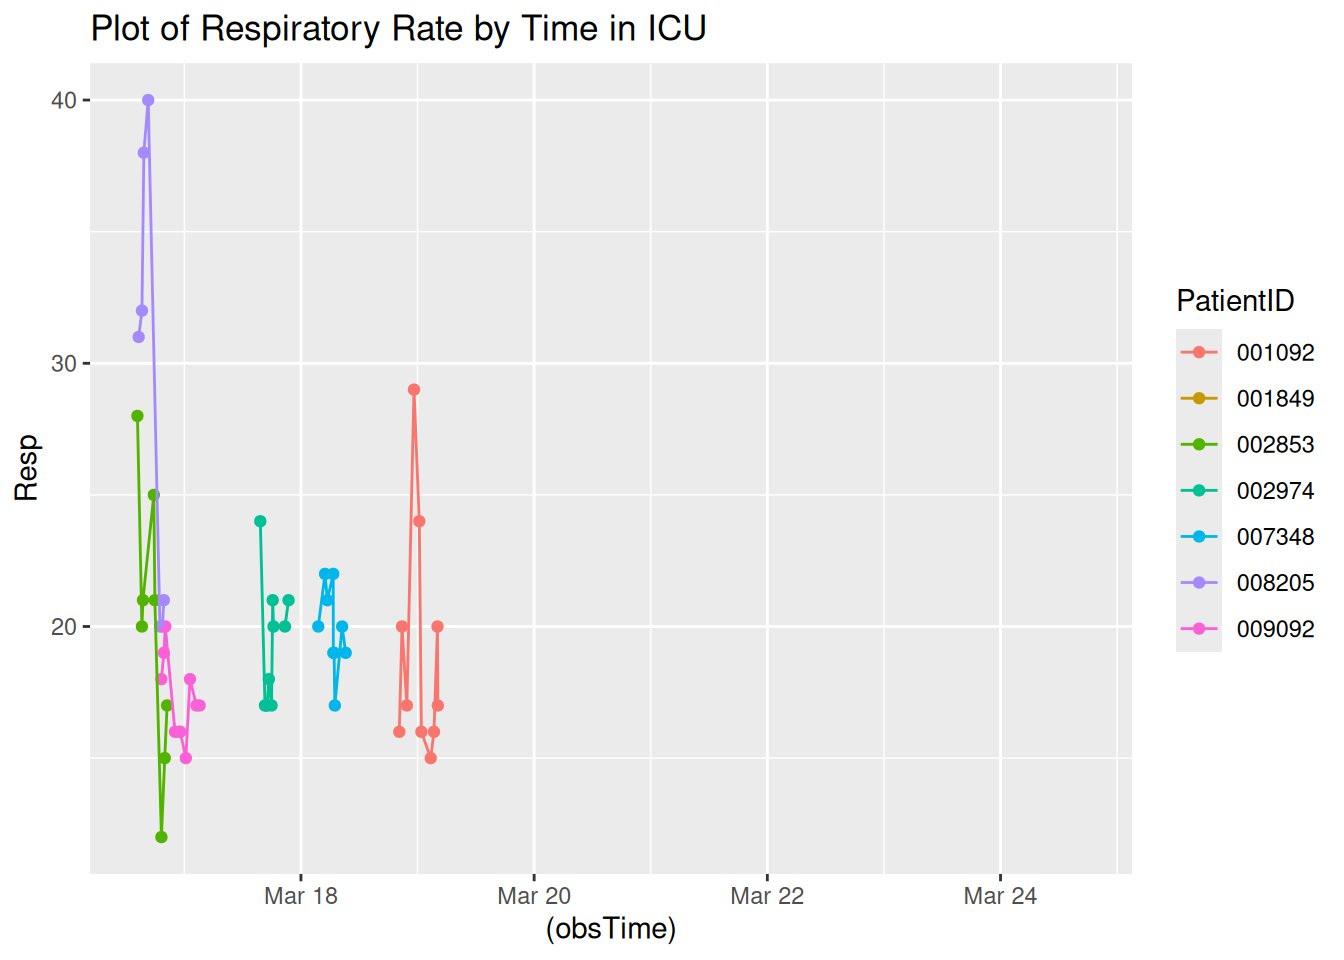 Plot of Respiratory Rate by Time in ICU
40
30
20
Resp
Mar 18
Mar 20
Mar 22
Mar 24
(obsTime)
PatientID
001092
001849
002853
002974
007348
008205
009092